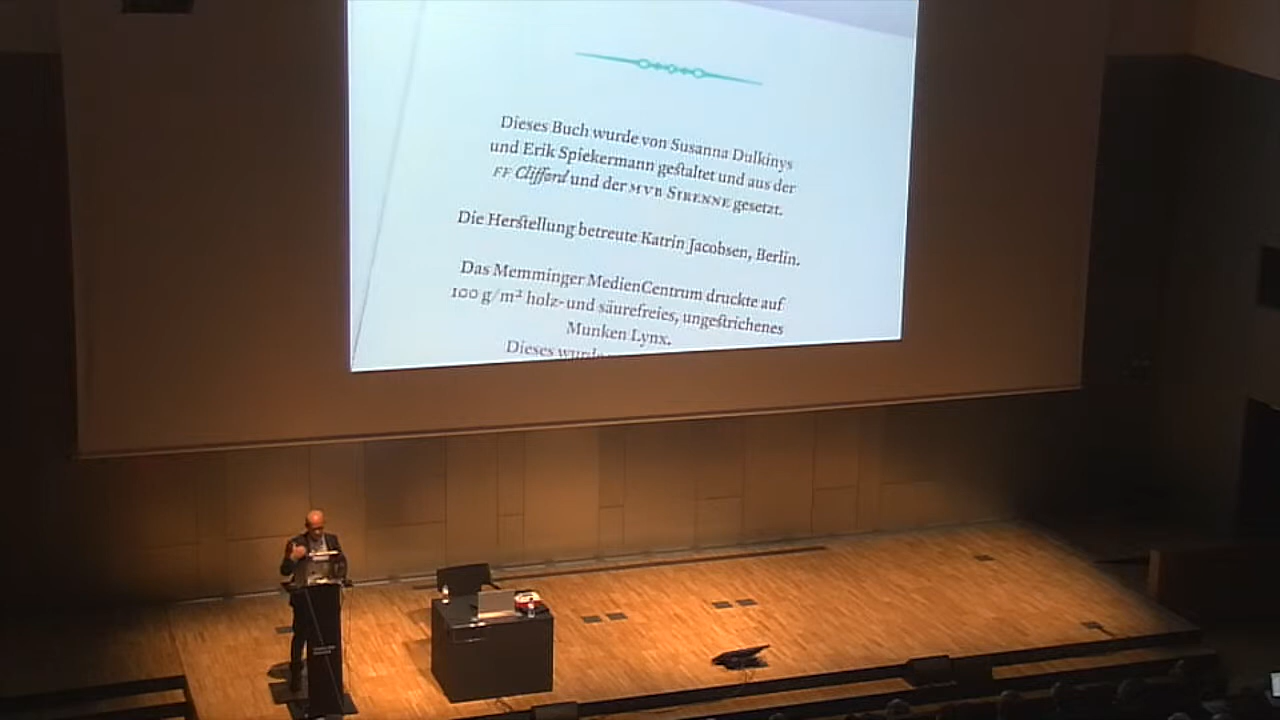 Dieses Buch wurde von Susanna Dulkinys
und Erik Spiekermann geſtaltet und aus der
FF Clifford und der MVB SIRENNE gesetzt.
Die Herſtellung betreute Katrin Jacobsen, Berlin.
Das Memminger MedienCentrum druckte auf
100 g/m² holz- und säurefreies, ungeſtrichenes
Munken Lynx.
Dieses wurde